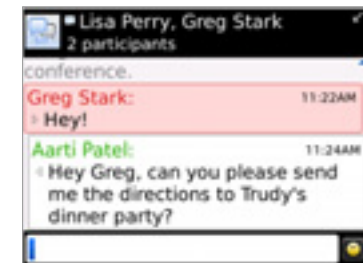 Lisa Perry, Greg Stark
2 participants
conference.
Greg Stark:
11:22AM
Hey!
Aarti Patel:
11:24AM
Hey Greg, can you please send
me the directions to Trudy's
dinner party?